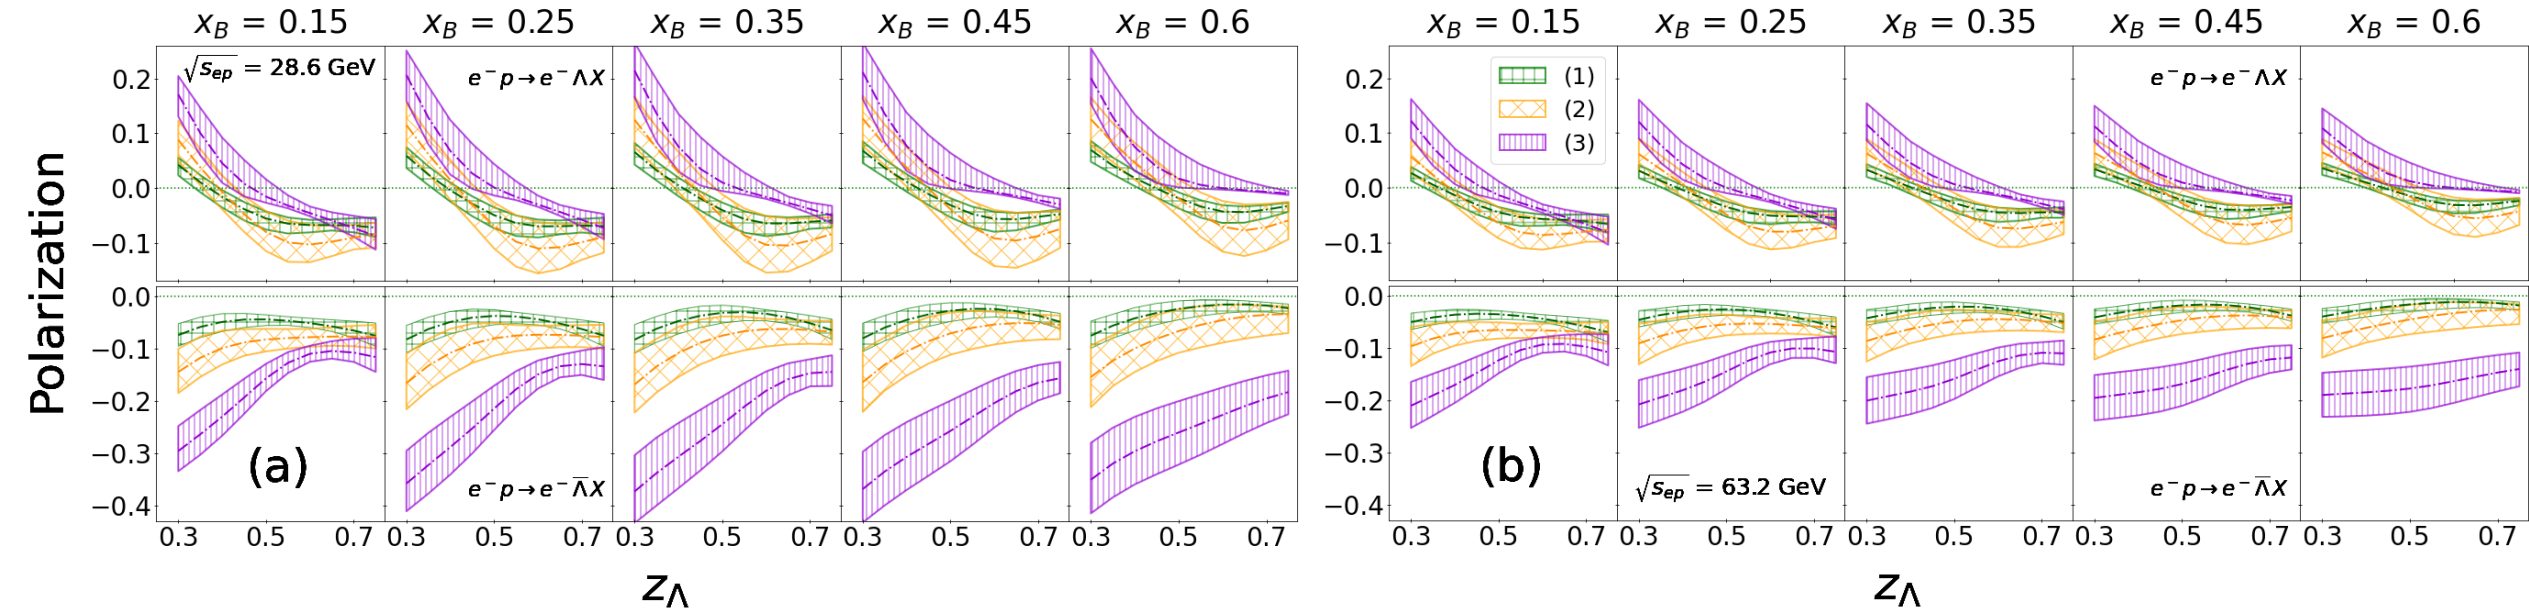 x_B = 0.15 x_B = 0.25 x_B = 0.35 x_B = 0.45 x_B = 0.6
√s_ep = 28.6 GeV
e⁻p→e⁻ΛX
0.2
0.1
0.0
−0.1
Polarization
0.0
−0.1
−0.2
−0.3
−0.4
(a)
e⁻p→e⁻Λ̅X
0.3 0.5 0.7 0.3 0.5 0.7 0.3 0.5 0.7 0.3 0.5 0.7 0.3 0.5 0.7
z_Λ
x_B = 0.15 x_B = 0.25 x_B = 0.35 x_B = 0.45 x_B = 0.6
(1)
(2)
(3)
e⁻p→e⁻ΛX
0.2
0.1
0.0
−0.1
0.0
−0.1
−0.2
−0.3
−0.4
(b)
√s_ep = 63.2 GeV
e⁻p→e⁻Λ̅X
0.3 0.5 0.7 0.3 0.5 0.7 0.3 0.5 0.7 0.3 0.5 0.7 0.3 0.5 0.7
z_Λ